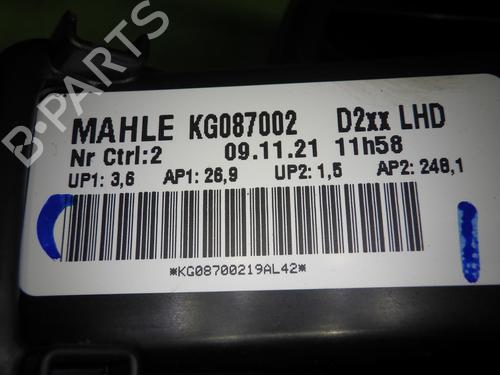 B-PARTS
MAHLE KG087002 D2xx LHD
Nr Ctrl:2 09.11.21 11h58
UP1: 3,6 AP1: 26,9 UP2: 1,5 AP2: 248,1
*KG08700219AL42*